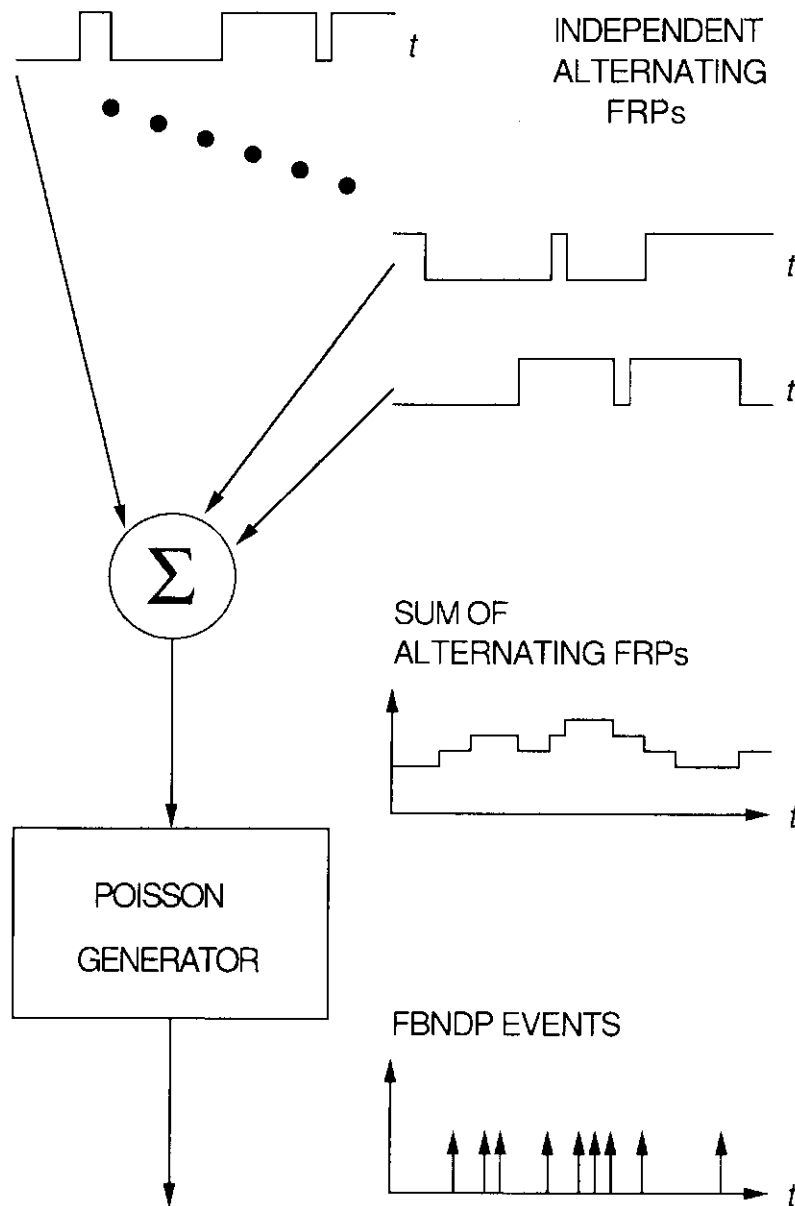 t
INDEPENDENT
ALTERNATING
FRPs
t
t
Σ
SUM OF
ALTERNATING FRPs
t
POISSON
GENERATOR
FBNDP EVENTS
t